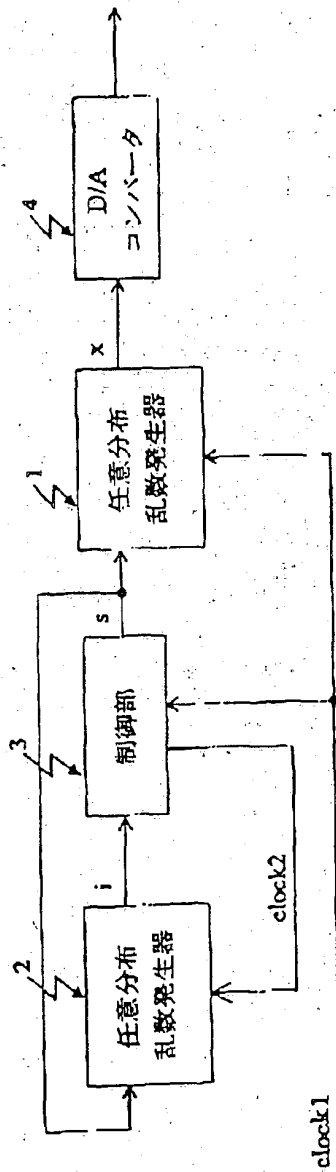 2
任意分布
乱数発生器
i
3
制御部
s
1
任意分布
乱数発生器
x
4
D/A
コンバータ
clock2
clock1